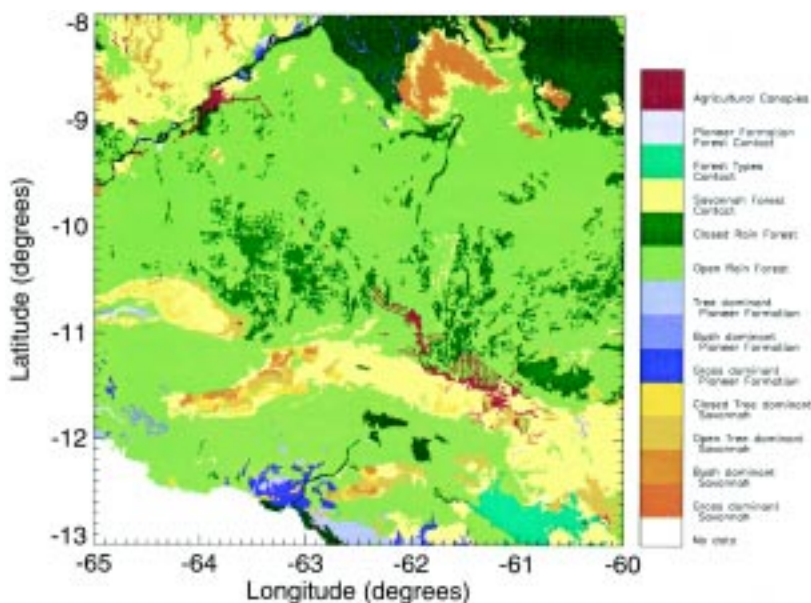 -8
-9
-10
-11
-12
-13
Latitude (degrees)
-65
-64
-63
-62
-61
-60
Longitude (degrees)
Agricultural Canopies
Pioneer Formation
Forest Contact
Forest Types
Contact
Savannah Forest
Contact
Closed Rain Forest
Open Rain Forest
Tree dominant
Pioneer Formation
Bush dominant
Pioneer Formation
Grass dominant
Pioneer Formation
Closed Tree dominant
Savannah
Open Tree dominant
Savannah
Bush dominant
Savannah
Grass dominant
Savannah
No data